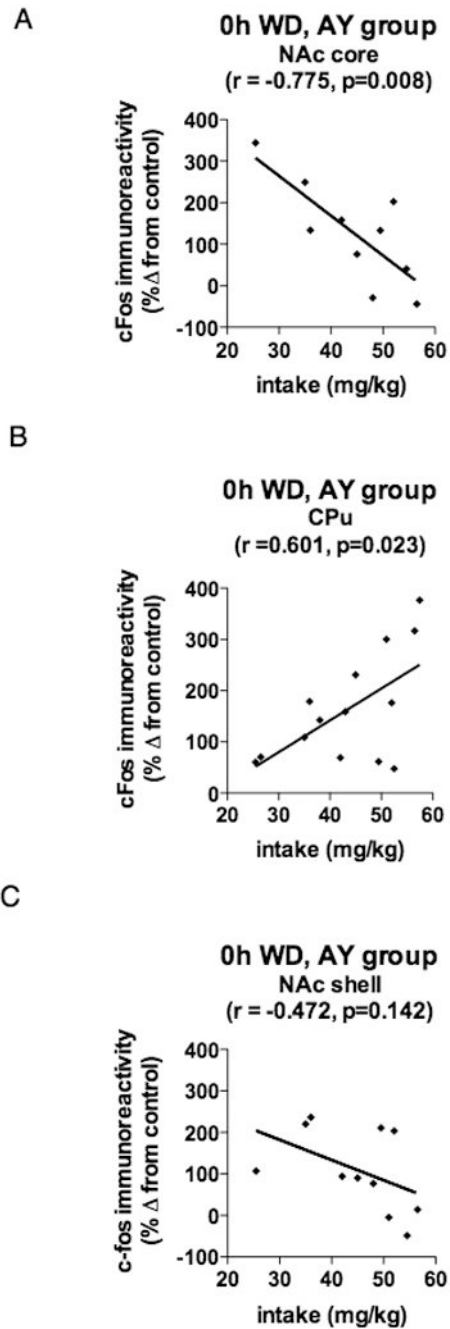 A
0h WD, AY group
NAc core
(r = -0.775, p=0.008)
cFos immunoreactivity
(% Δ from control)
400
300
200
100
0
-100
20 30 40 50 60
intake (mg/kg)
B
0h WD, AY group
CPu
(r =0.601, p=0.023)
cFos immunoreactivity
(% Δ from control)
400
300
200
100
0
20 30 40 50 60
intake (mg/kg)
C
0h WD, AY group
NAc shell
(r = -0.472, p=0.142)
c-fos immunoreactivity
(% Δ from control)
400
300
200
100
0
-100
20 30 40 50 60
intake (mg/kg)